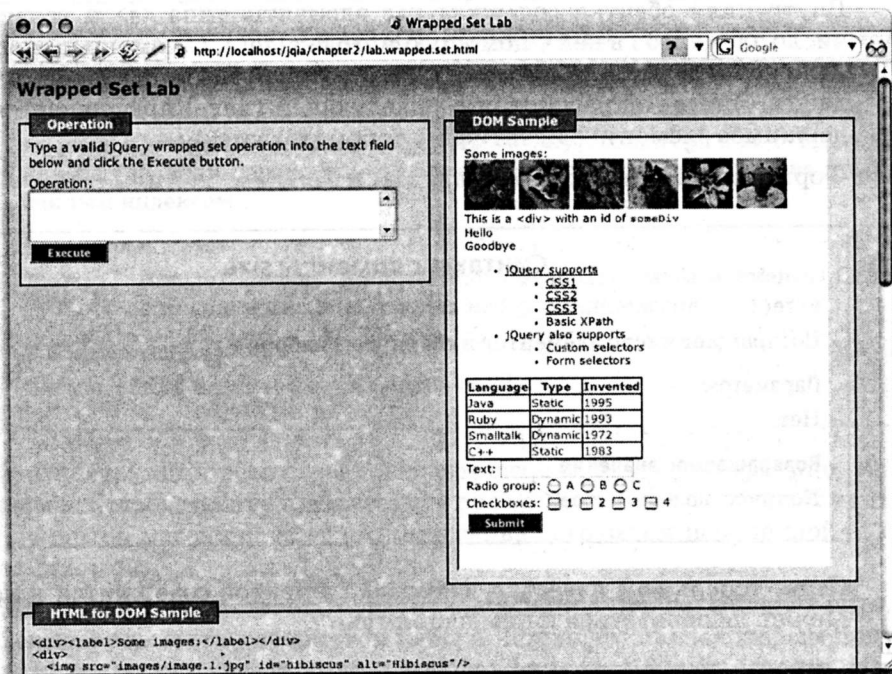 Wrapped Set Lab
http://localhost/jqia/chapter2/lab.wrapped.set.html
?
G Google
Wrapped Set Lab
Operation
Type a valid jQuery wrapped set operation into the text field
below and click the Execute button.
Operation:
Execute
DOM Sample
Some images:
This is a <div> with an id of someDiv
Hello
Goodbye
jQuery supports
CSS1
CSS2
CSS3
Basic XPath
jQuery also supports
Custom selectors
Form selectors
Language Type Invented
Java Static 1995
Ruby Dynamic 1993
Smalltalk Dynamic 1972
C++ Static 1983
Text:
Radio group: A B C
Checkboxes: 1 2 3 4
Submit
HTML for DOM Sample
<div><label>Some images:</label></div>
<div>
<img src="images/image.1.jpg" id="hibiscus" alt="Hibiscus"/>